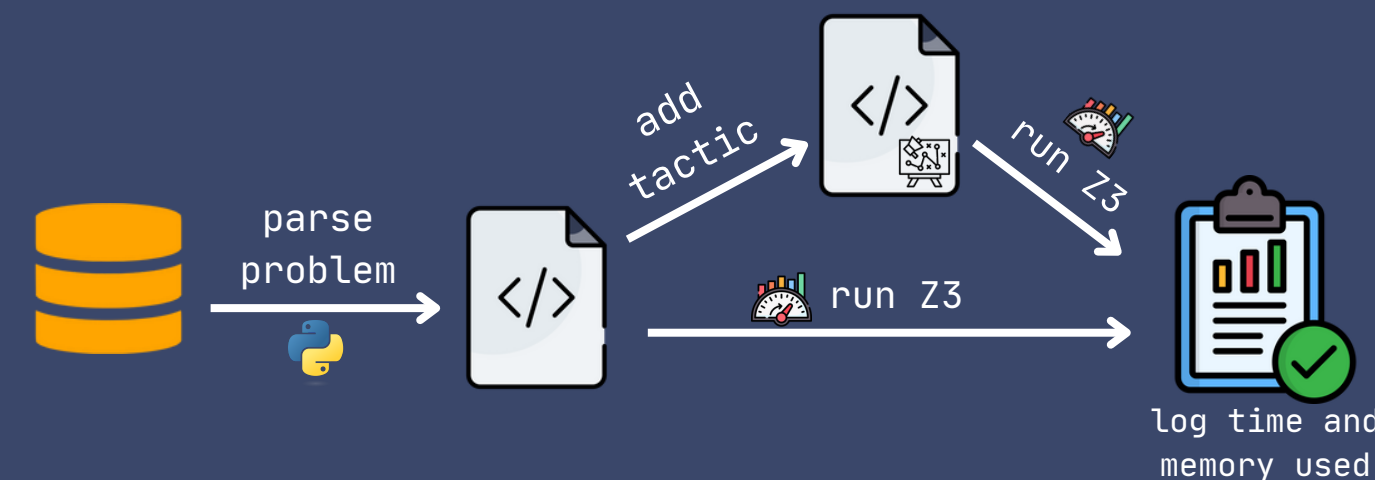 parse
problem
add
tactic
</>
run Z3
</>
run Z3
log time and
memory used